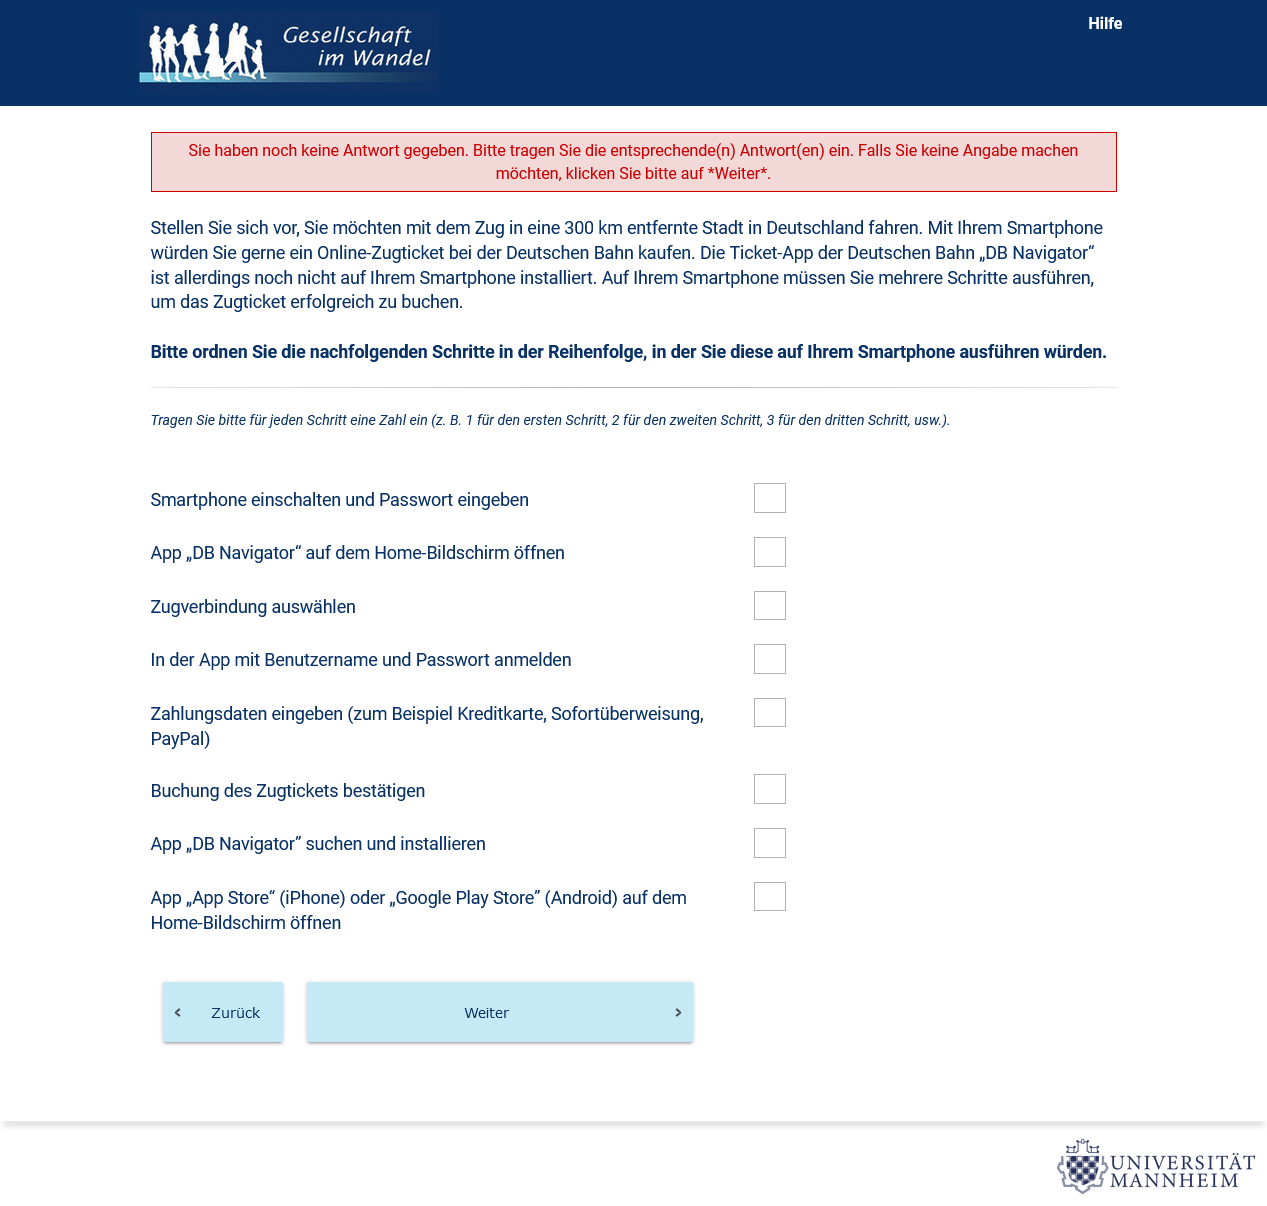 Gesellschaft
im Wandel
Hilfe
Sie haben noch keine Antwort gegeben. Bitte tragen Sie die entsprechende(n) Antwort(en) ein. Falls Sie keine Angabe machen
möchten, klicken Sie bitte auf *Weiter*.
Stellen Sie sich vor, Sie möchten mit dem Zug in eine 300 km entfernte Stadt in Deutschland fahren. Mit Ihrem Smartphone
würden Sie gerne ein Online-Zugticket bei der Deutschen Bahn kaufen. Die Ticket-App der Deutschen Bahn „DB Navigator“
ist allerdings noch nicht auf Ihrem Smartphone installiert. Auf Ihrem Smartphone müssen Sie mehrere Schritte ausführen,
um das Zugticket erfolgreich zu buchen.
Bitte ordnen Sie die nachfolgenden Schritte in der Reihenfolge, in der Sie diese auf Ihrem Smartphone ausführen würden.
Tragen Sie bitte für jeden Schritt eine Zahl ein (z. B. 1 für den ersten Schritt, 2 für den zweiten Schritt, 3 für den dritten Schritt, usw.).
Smartphone einschalten und Passwort eingeben
App „DB Navigator“ auf dem Home-Bildschirm öffnen
Zugverbindung auswählen
In der App mit Benutzername und Passwort anmelden
Zahlungsdaten eingeben (zum Beispiel Kreditkarte, Sofortüberweisung,
PayPal)
Buchung des Zugtickets bestätigen
App „DB Navigator” suchen und installieren
App „App Store“ (iPhone) oder „Google Play Store” (Android) auf dem
Home-Bildschirm öffnen
Zurück
Weiter
UNIVERSITÄT
MANNHEIM